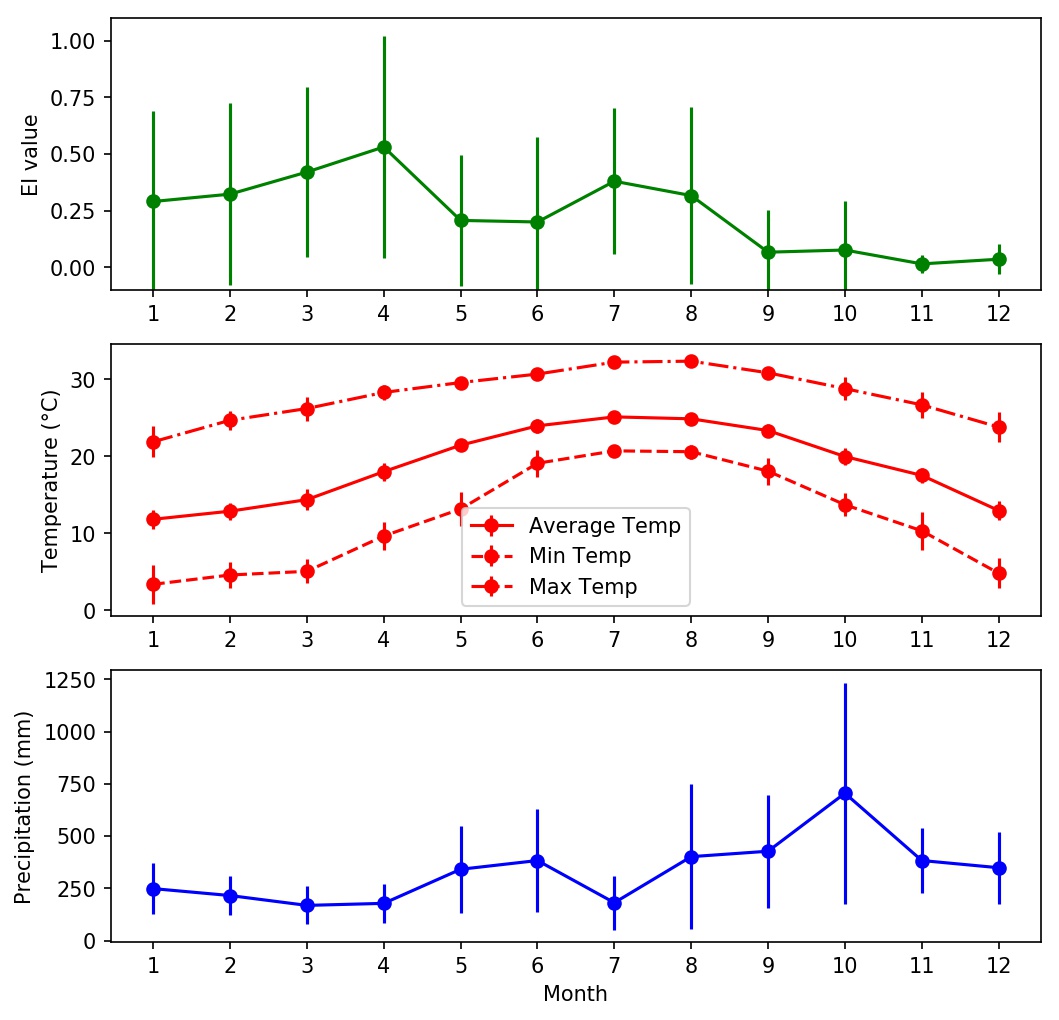 EI value
1.00
0.75
0.50
0.25
0.00
1 2 3 4 5 6 7 8 9 10 11 12
Temperature (°C)
30
20
10
0
Average Temp
Min Temp
Max Temp
1 2 3 4 5 6 7 8 9 10 11 12
Precipitation (mm)
1250
1000
750
500
250
0
1 2 3 4 5 6 7 8 9 10 11 12
Month